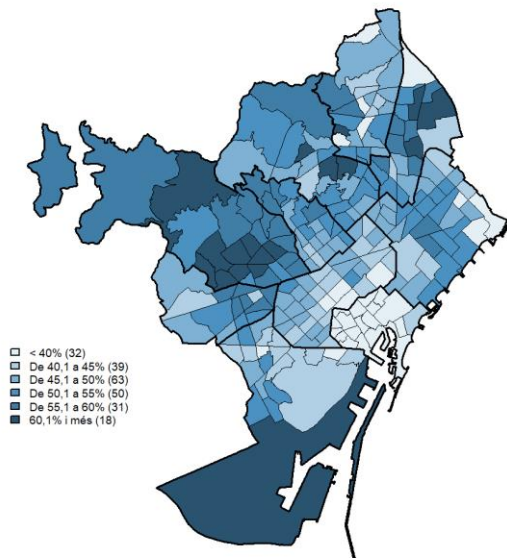 < 40% (32)
De 40,1 a 45% (39)
De 45,1 a 50% (63)
De 50,1 a 55% (50)
De 55,1 a 60% (31)
60,1% i més (18)